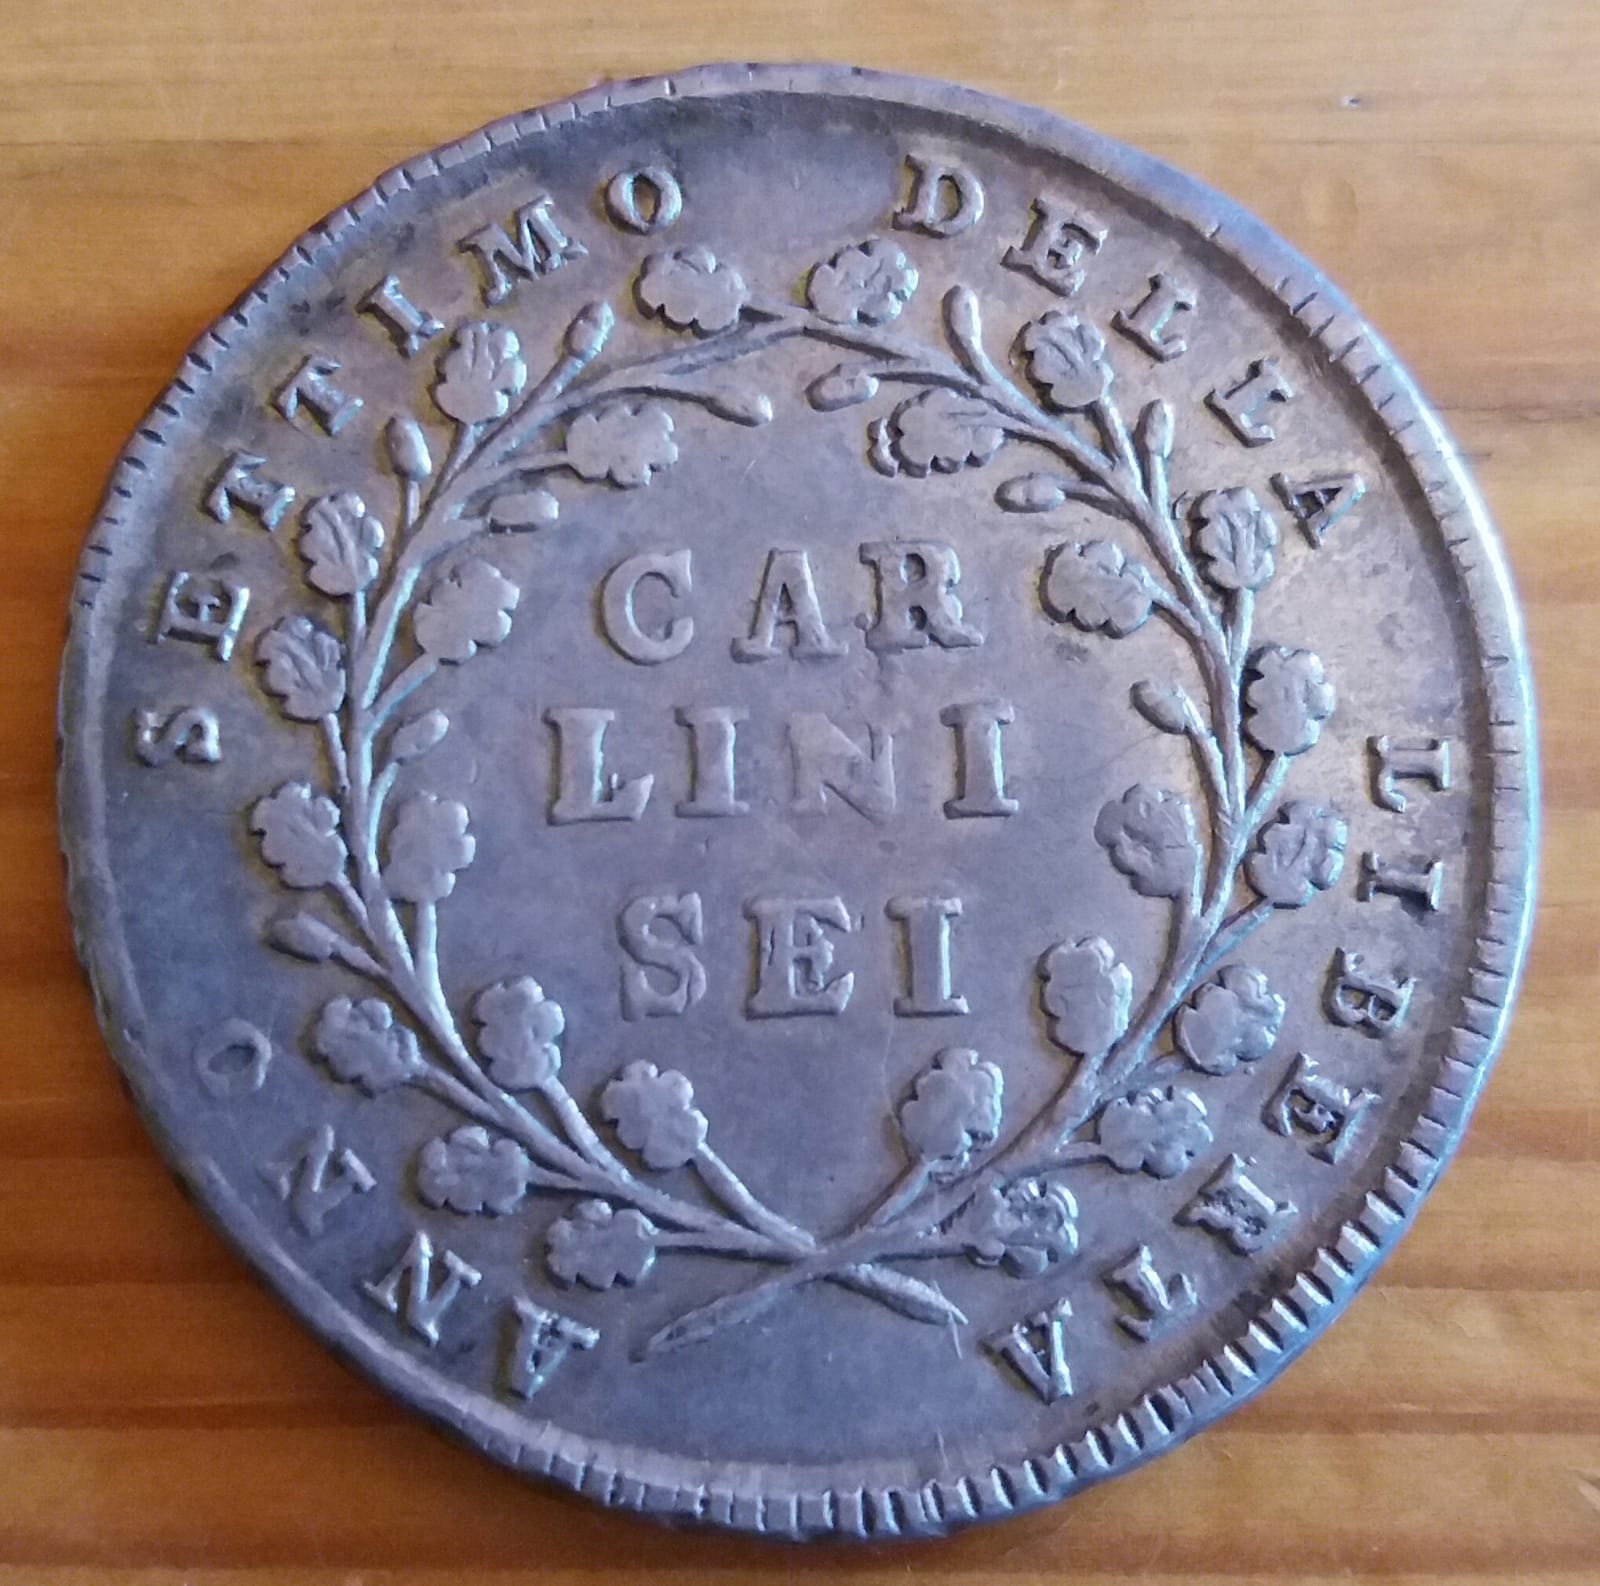 ANNO SETTIMO DELLA LIBERTA
CAR
LINI
SEI